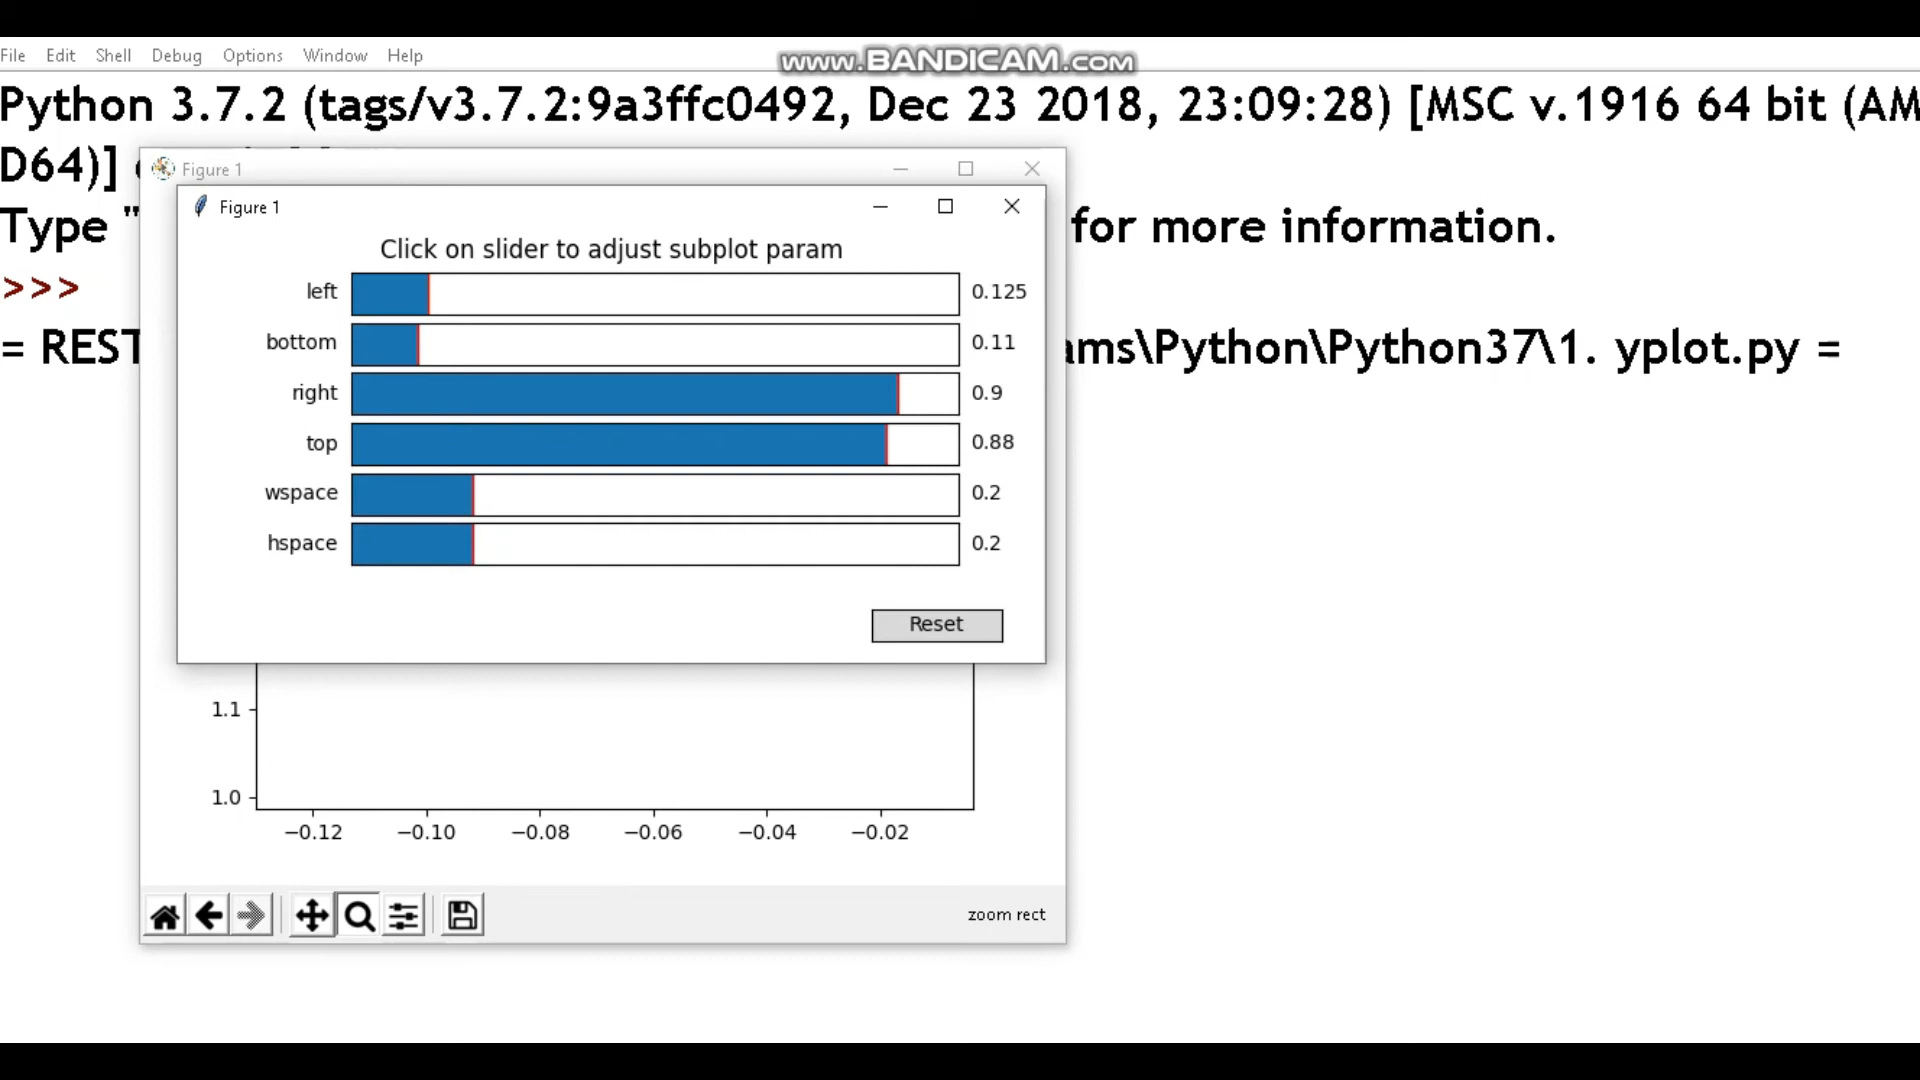 File Edit Shell Debug Options Window Help
www.BANDICAM.com
Python 3.7.2 (tags/v3.7.2:9a3ffc0492, Dec 23 2018, 23:09:28) [MSC v.1916 64 bit (AM
D64)]
Figure 1
Type " for more information.
Figure 1
Click on slider to adjust subplot param
>>>
left 0.125
bottom 0.11
= REST ams\Python\Python37\1. yplot.py =
right 0.9
top 0.88
wspace 0.2
hspace 0.2
Reset
1.1
1.0
−0.12 −0.10 −0.08 −0.06 −0.04 −0.02
zoom rect